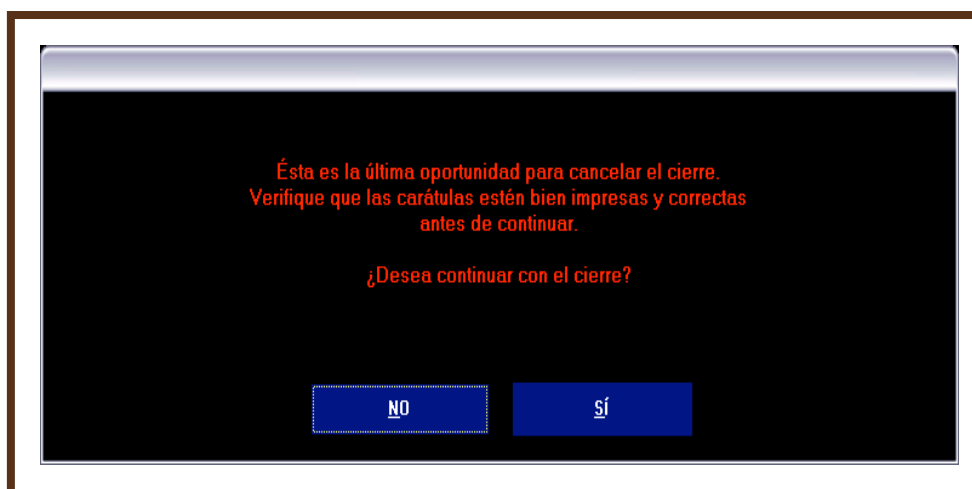 Ésta es la última oportunidad para cancelar el cierre.
Verifique que las carátulas estén bien impresas y correctas
antes de continuar.
¿Desea continuar con el cierre?
NO
SÍ